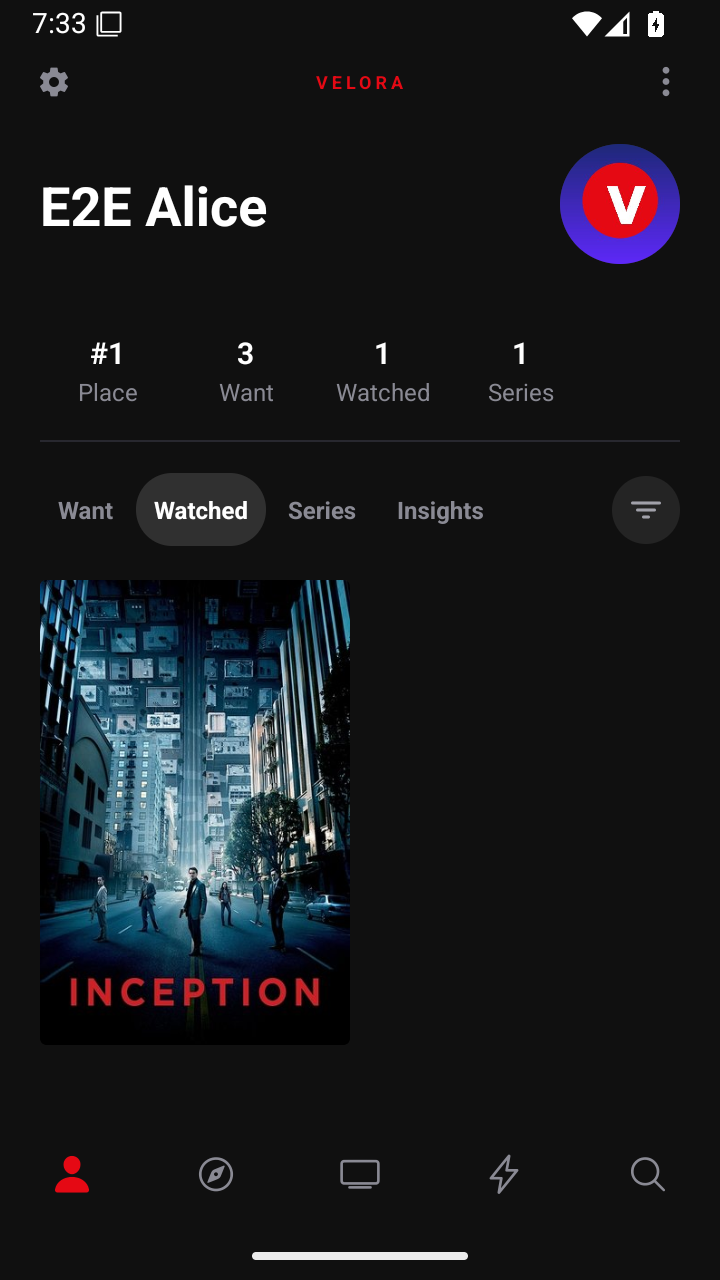 7:33
VELORA
E2E Alice
V
#1 3 1 1
Place Want Watched Series
Want Watched Series Insights
INCEPTION